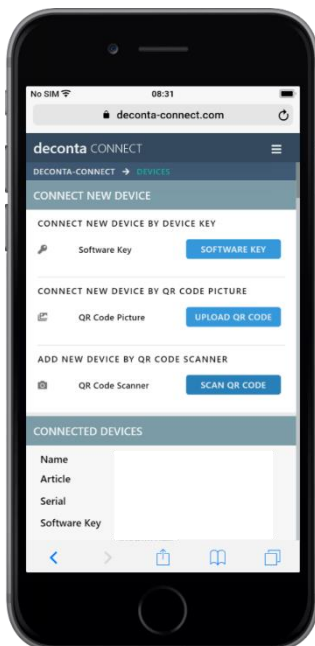 No SIM 08:31
deconta-connect.com
deconta CONNECT
DECONTA-CONNECT → DEVICES
CONNECT NEW DEVICE
CONNECT NEW DEVICE BY DEVICE KEY
Software Key SOFTWARE KEY
CONNECT NEW DEVICE BY QR CODE PICTURE
QR Code Picture UPLOAD QR CODE
ADD NEW DEVICE BY QR CODE SCANNER
QR Code Scanner SCAN QR CODE
CONNECTED DEVICES
Name
Article
Serial
Software Key